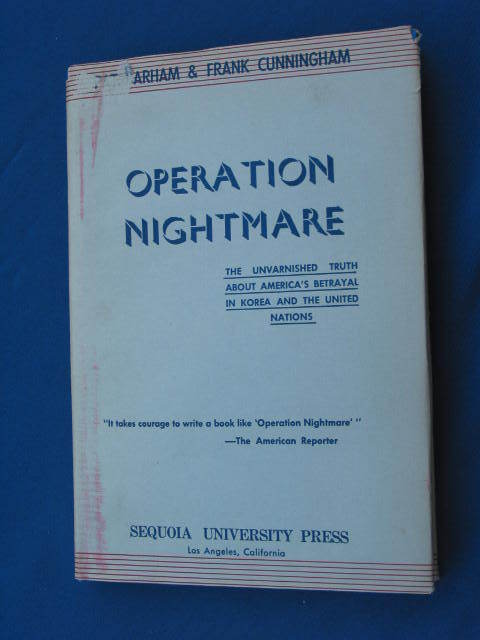 & FRANK CUNNINGHAM
OPERATION
NIGHTMARE
THE UNVARNISHED TRUTH
ABOUT AMERICA'S BETRAYAL
IN KOREA AND THE UNITED
NATIONS
"It takes courage to write a book like 'Operation Nightmare' "
—The American Reporter
SEQUOIA UNIVERSITY PRESS
Los Angeles, California